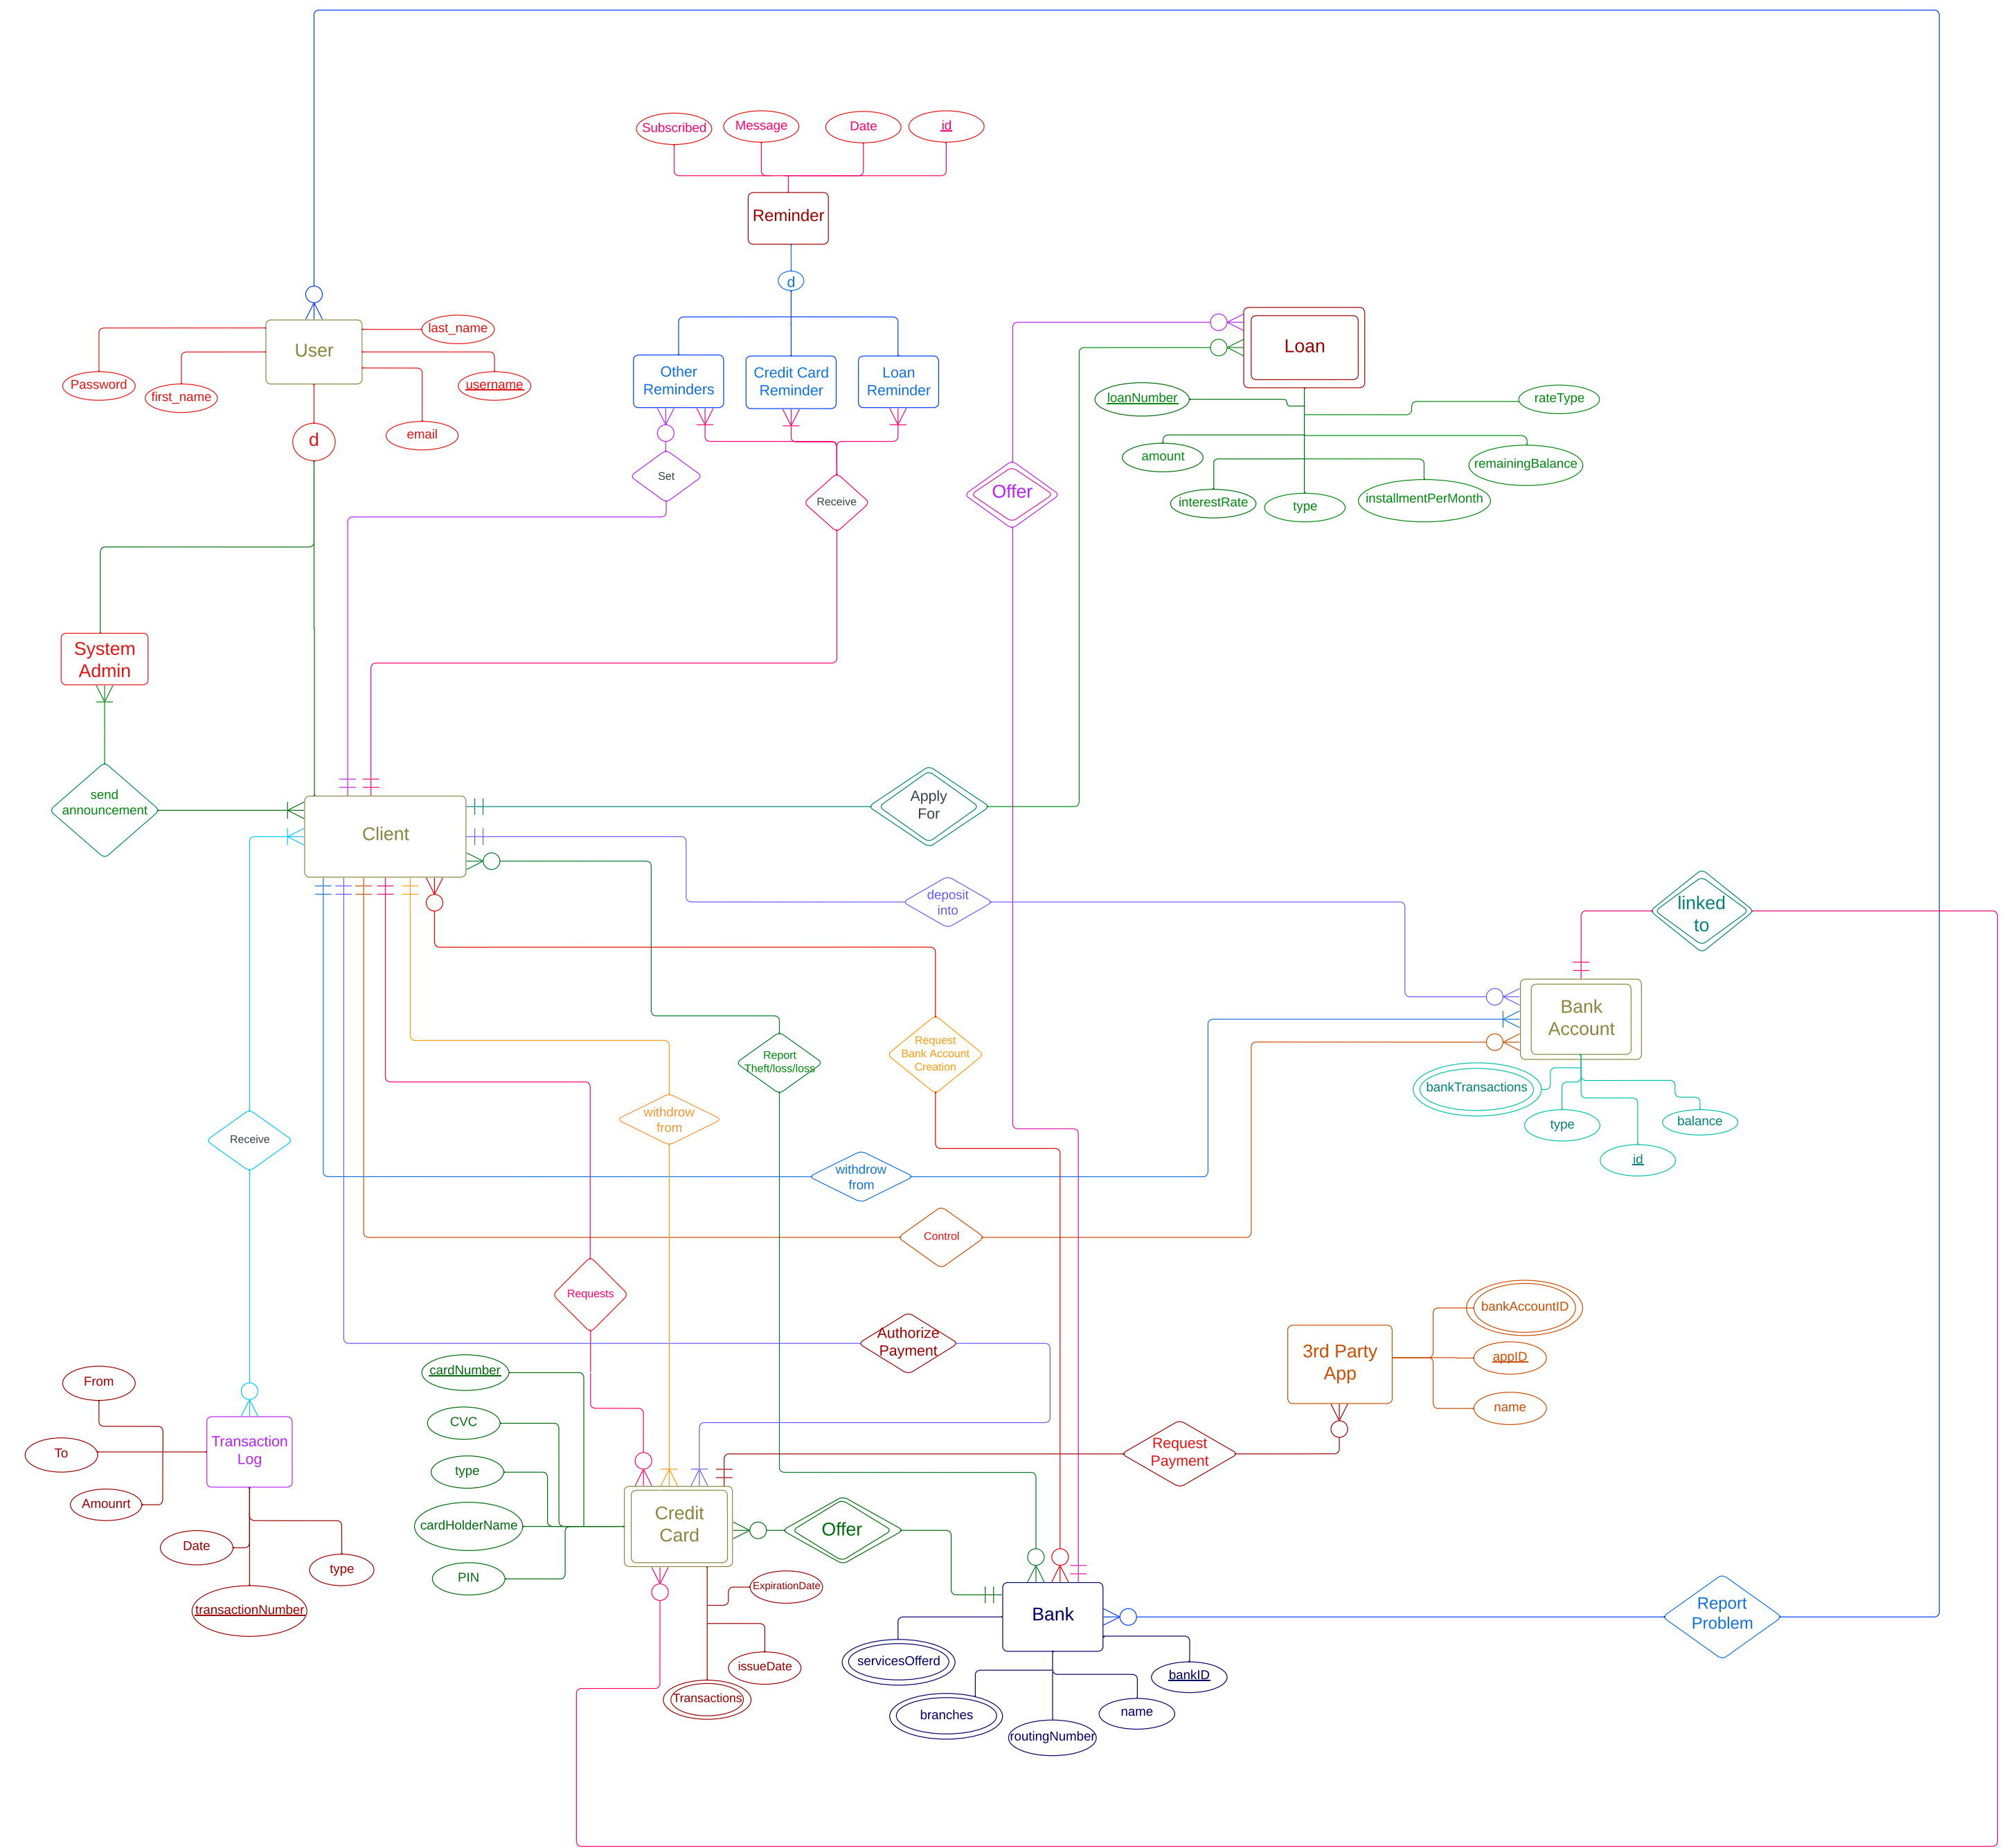 Subscribed
Message
Date
id
Reminder
d
User
last_name
Password
first_name
username
email
d
Other
Reminders
Credit Card
Reminder
Loan
Reminder
Set
Receive
Loan
loanNumber
rateType
amount
remainingBalance
interestRate
type
installmentPerMonth
Offer
System
Admin
send
announcement
Client
Apply
For
deposit
into
linked
to
Bank
Account
bankTransactions
type
balance
id
Report
Theft/loss/loss
Request
Bank Account
Creation
withdrow
from
Receive
withdrow
from
Control
Requests
Authorize
Payment
3rd Party
App
bankAccountID
appID
name
From
To
Amounrt
Date
type
transactionNumber
Transaction
Log
cardNumber
CVC
type
cardHolderName
PIN
Request
Payment
Credit
Card
Offer
ExpirationDate
issueDate
Transactions
Bank
servicesOfferd
branches
routingNumber
name
bankID
Report
Problem